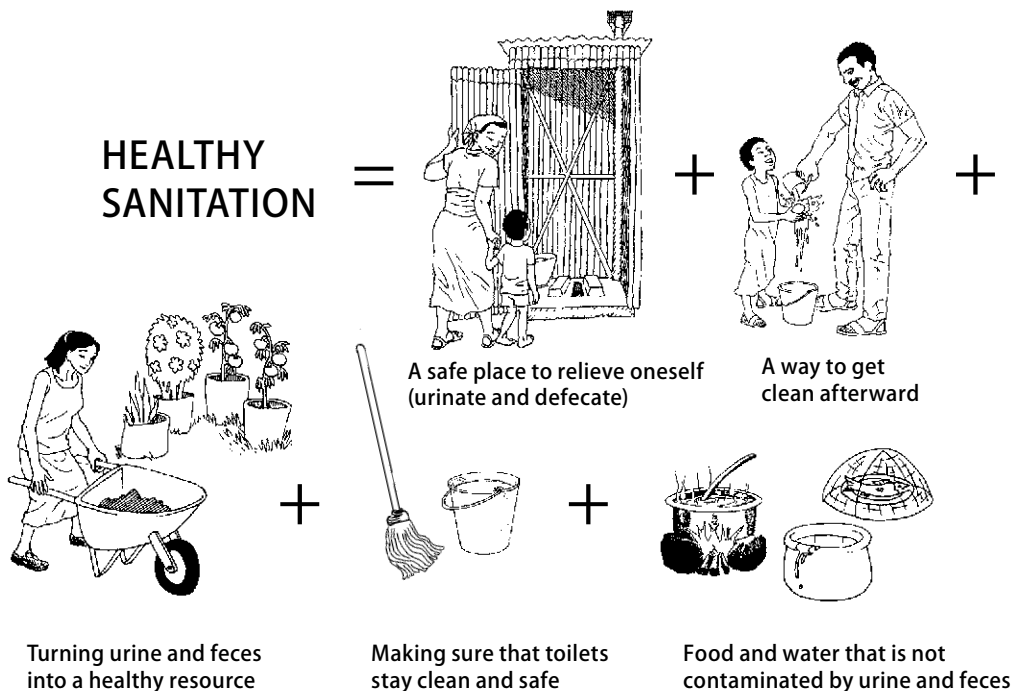 HEALTHY
SANITATION
=
+
+
A safe place to relieve oneself
(urinate and defecate)
A way to get
clean afterward
+
+
Turning urine and feces
into a healthy resource
Making sure that toilets
stay clean and safe
Food and water that is not
contaminated by urine and feces